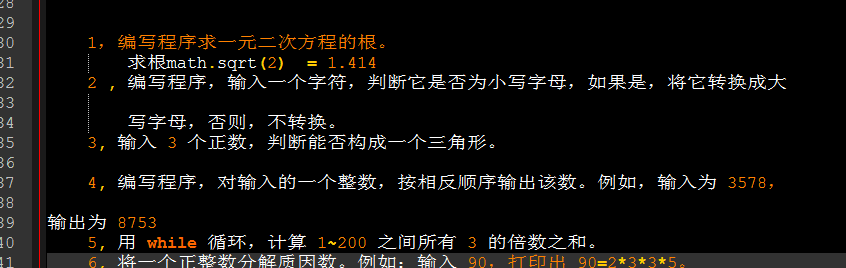 28
29
30 1，编写程序求一元二次方程的根。
31 求根math.sqrt(2)  = 1.414
32 2 , 编写程序，输入一个字符，判断它是否为小写字母，如果是，将它转换成大
33
34 写字母，否则，不转换。
35 3, 输入 3 个正数，判断能否构成一个三角形。
36
37 4, 编写程序，对输入的一个整数，按相反顺序输出该数。例如，输入为 3578，
38
39 输出为 8753
40 5, 用 while 循环，计算 1~200 之间所有 3 的倍数之和。
41 6, 将一个正整数分解质因数。例如：输入 90，打印出 90=2*3*3*5。